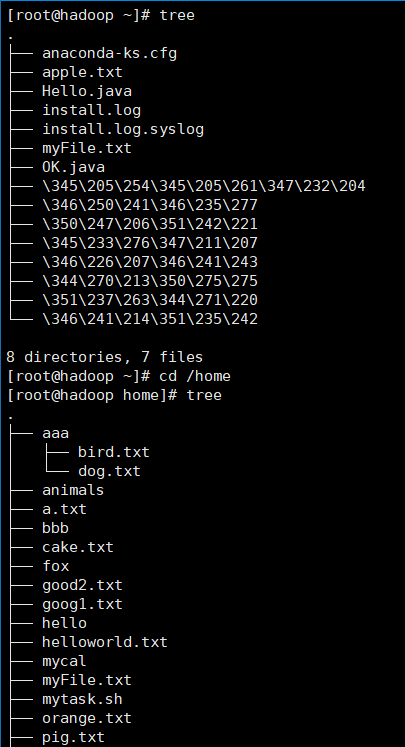 [root@hadoop ~]# tree
.
├── anaconda-ks.cfg
├── apple.txt
├── Hello.java
├── install.log
├── install.log.syslog
├── myFile.txt
├── OK.java
├── \345\205\254\345\205\261\347\232\204
├── \346\250\241\346\235\277
├── \350\247\206\351\242\221
├── \345\233\276\347\211\207
├── \346\226\207\346\241\243
├── \344\270\213\350\275\275
├── \351\237\263\344\271\220
└── \346\241\214\351\235\242
8 directories, 7 files
[root@hadoop ~]# cd /home
[root@hadoop home]# tree
.
├── aaa
│   ├── bird.txt
│   └── dog.txt
├── animals
├── a.txt
├── bbb
├── cake.txt
├── fox
├── good2.txt
├── goog1.txt
├── hello
├── helloworld.txt
├── mycal
├── myFile.txt
├── mytask.sh
├── orange.txt
├── pig.txt